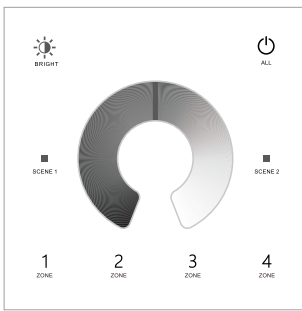 BRIGHT
ALL
SCENE 1
SCENE 2
1 2 3 4
ZONE ZONE ZONE ZONE